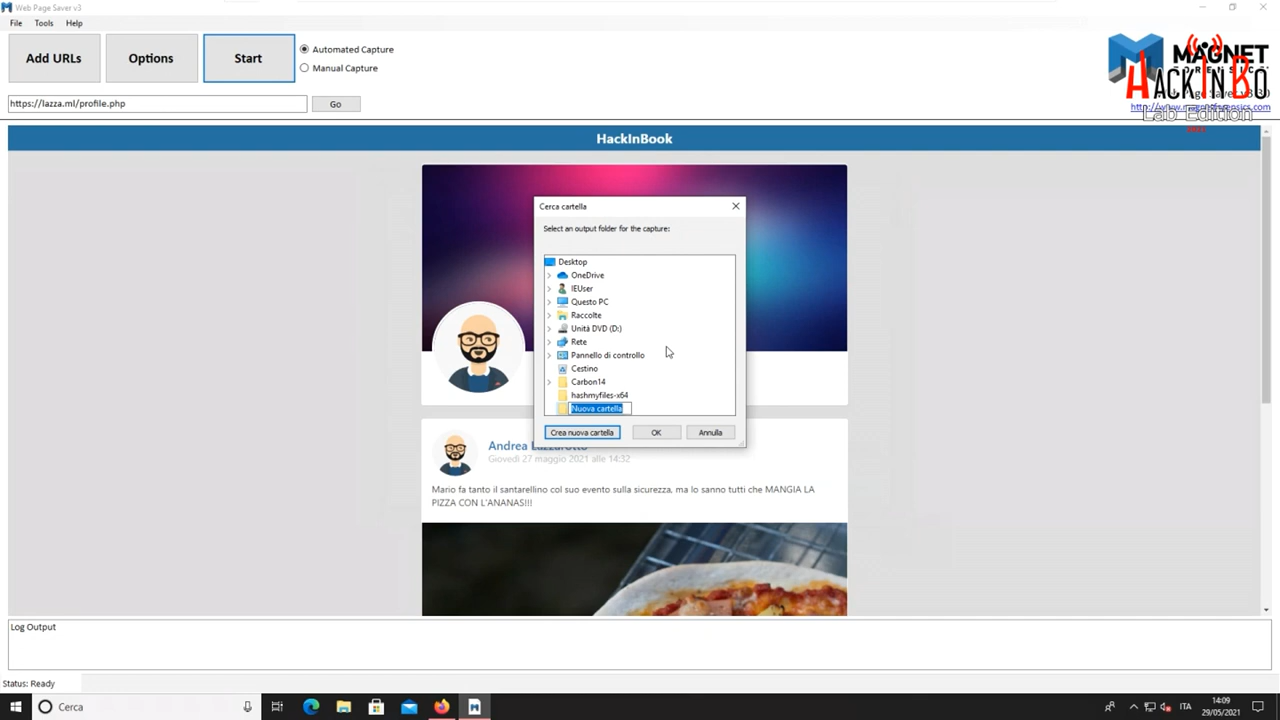 Web Page Saver v3
File Tools Help
Add URLs
Options
Start
Automated Capture
Manual Capture
https://lazza.ml/profile.php
Go
MAGNET
HACKINBO
Lab Edition
2021
HackInBook
Cerca cartella
Select an output folder for the capture:
Desktop
OneDrive
IEUser
Questo PC
Raccolte
Unità DVD (D:)
Rete
Pannello di controllo
Cestino
Carbon14
hashmyfiles-x64
Nuova cartella
Crea nuova cartella
OK
Annulla
Giovedì 27 maggio 2021 alle 14:32
Mario fa tanto il santarellino col suo evento sulla sicurezza, ma lo sanno tutti che MANGIA LA
PIZZA CON L'ANANAS!!!
Log Output
Status: Ready
Cerca
ITA
14:09
29/05/2021